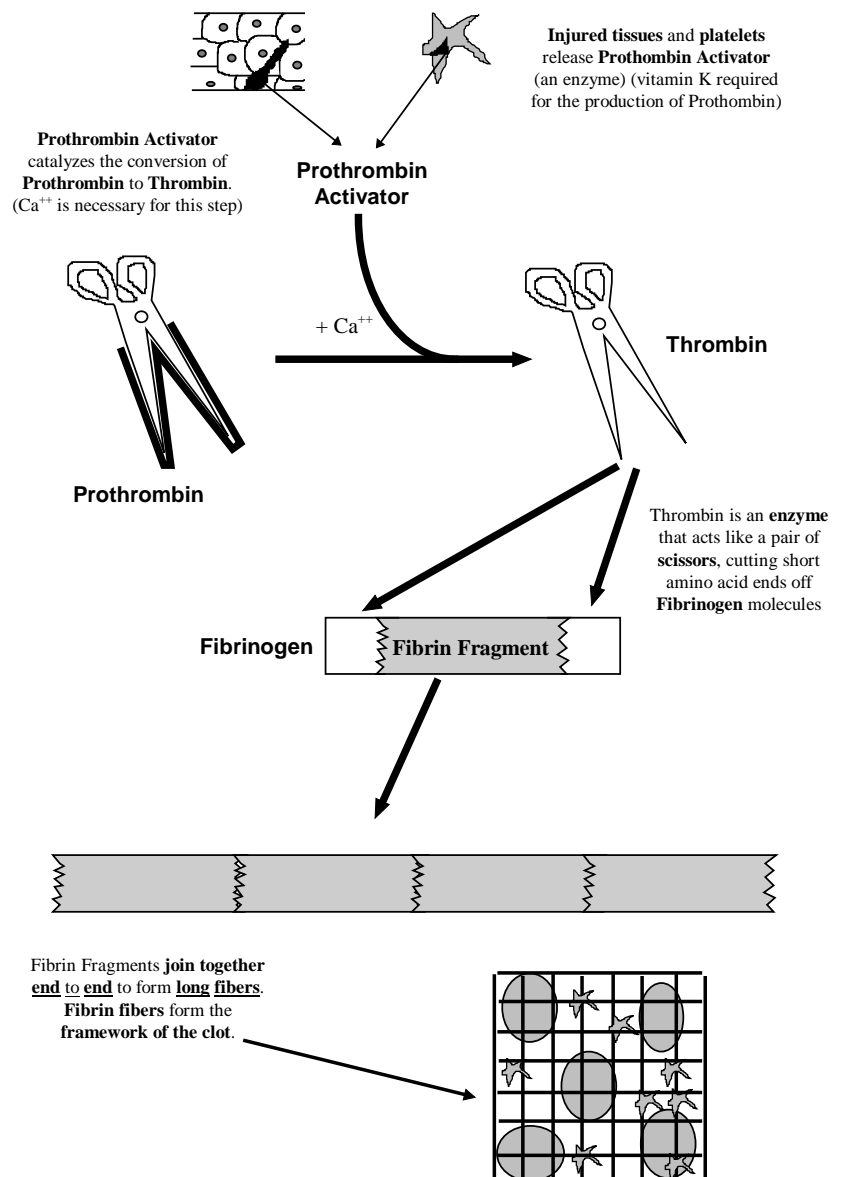 Injured tissues and platelets
release Prothombin Activator
(an enzyme) (vitamin K required
for the production of Prothombin)
Prothrombin Activator
catalyzes the conversion of
Prothrombin to Thrombin.
(Ca++ is necessary for this step)
Prothrombin
Activator
+ Ca++
Thrombin
Prothrombin
Thrombin is an enzyme
that acts like a pair of
scissors, cutting short
amino acid ends off
Fibrinogen molecules
Fibrinogen
Fibrin Fragment
Fibrin Fragments join together
end to end to form long fibers.
Fibrin fibers form the
framework of the clot.